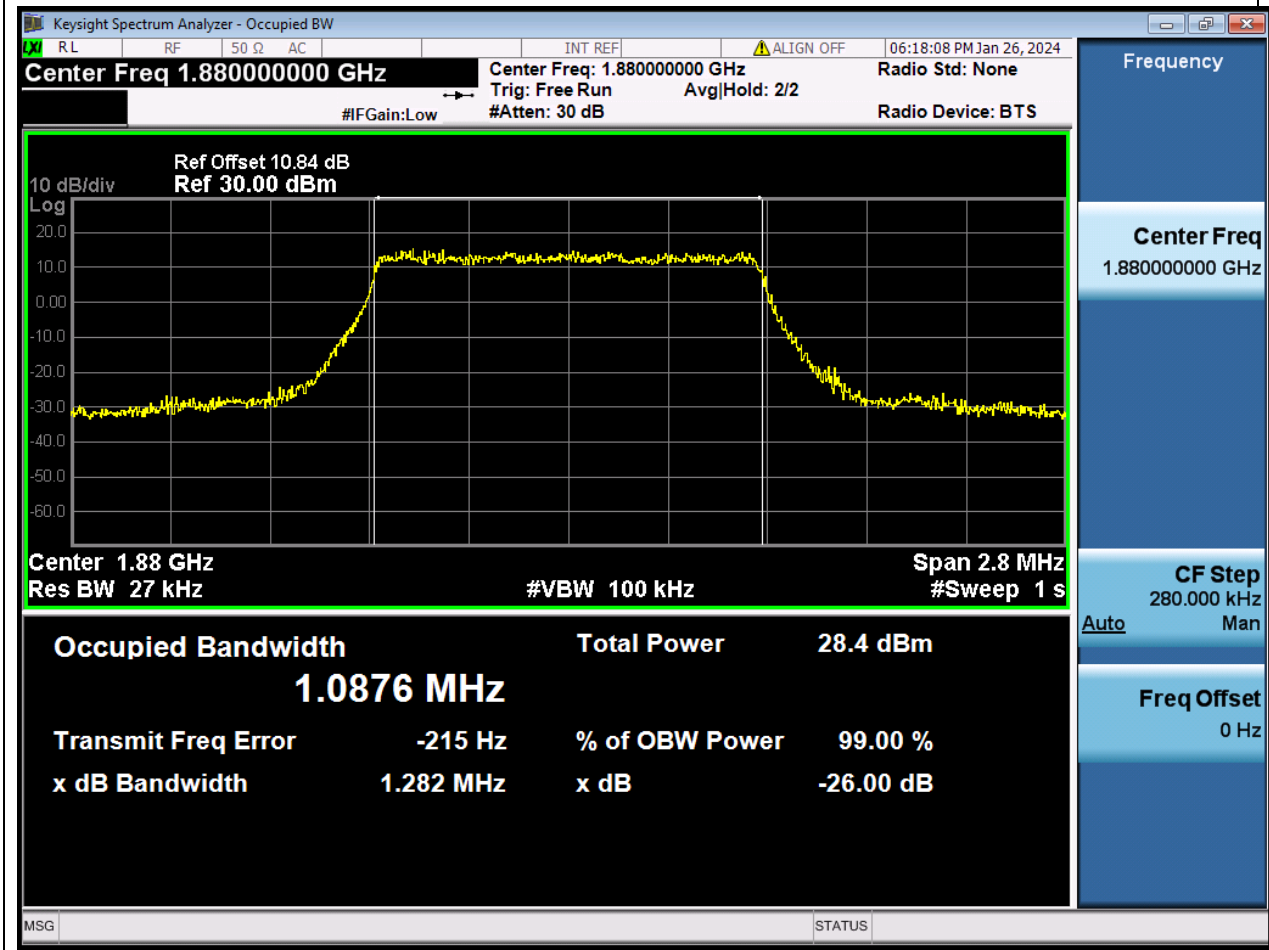 Keysight Spectrum Analyzer - Occupied BW
LXI RL RF 50 Ω AC INT REF ALIGN OFF 06:18:08 PM Jan 26, 2024
Center Freq 1.880000000 GHz
Center Freq: 1.880000000 GHz
Radio Std: None
Trig: Free Run Avg|Hold: 2/2
#IFGain:Low
#Atten: 30 dB
Radio Device: BTS
Ref Offset 10.84 dB
10 dB/div Ref 30.00 dBm
Log
20.0
10.0
0.00
-10.0
-20.0
-30.0
-40.0
-50.0
-60.0
Center 1.88 GHz Span 2.8 MHz
Res BW 27 kHz #VBW 100 kHz #Sweep 1 s
Occupied Bandwidth Total Power 28.4 dBm
1.0876 MHz
Transmit Freq Error -215 Hz % of OBW Power 99.00 %
x dB Bandwidth 1.282 MHz x dB -26.00 dB
Frequency
Center Freq
1.880000000 GHz
CF Step
280.000 kHz
Auto Man
Freq Offset
0 Hz
MSG STATUS